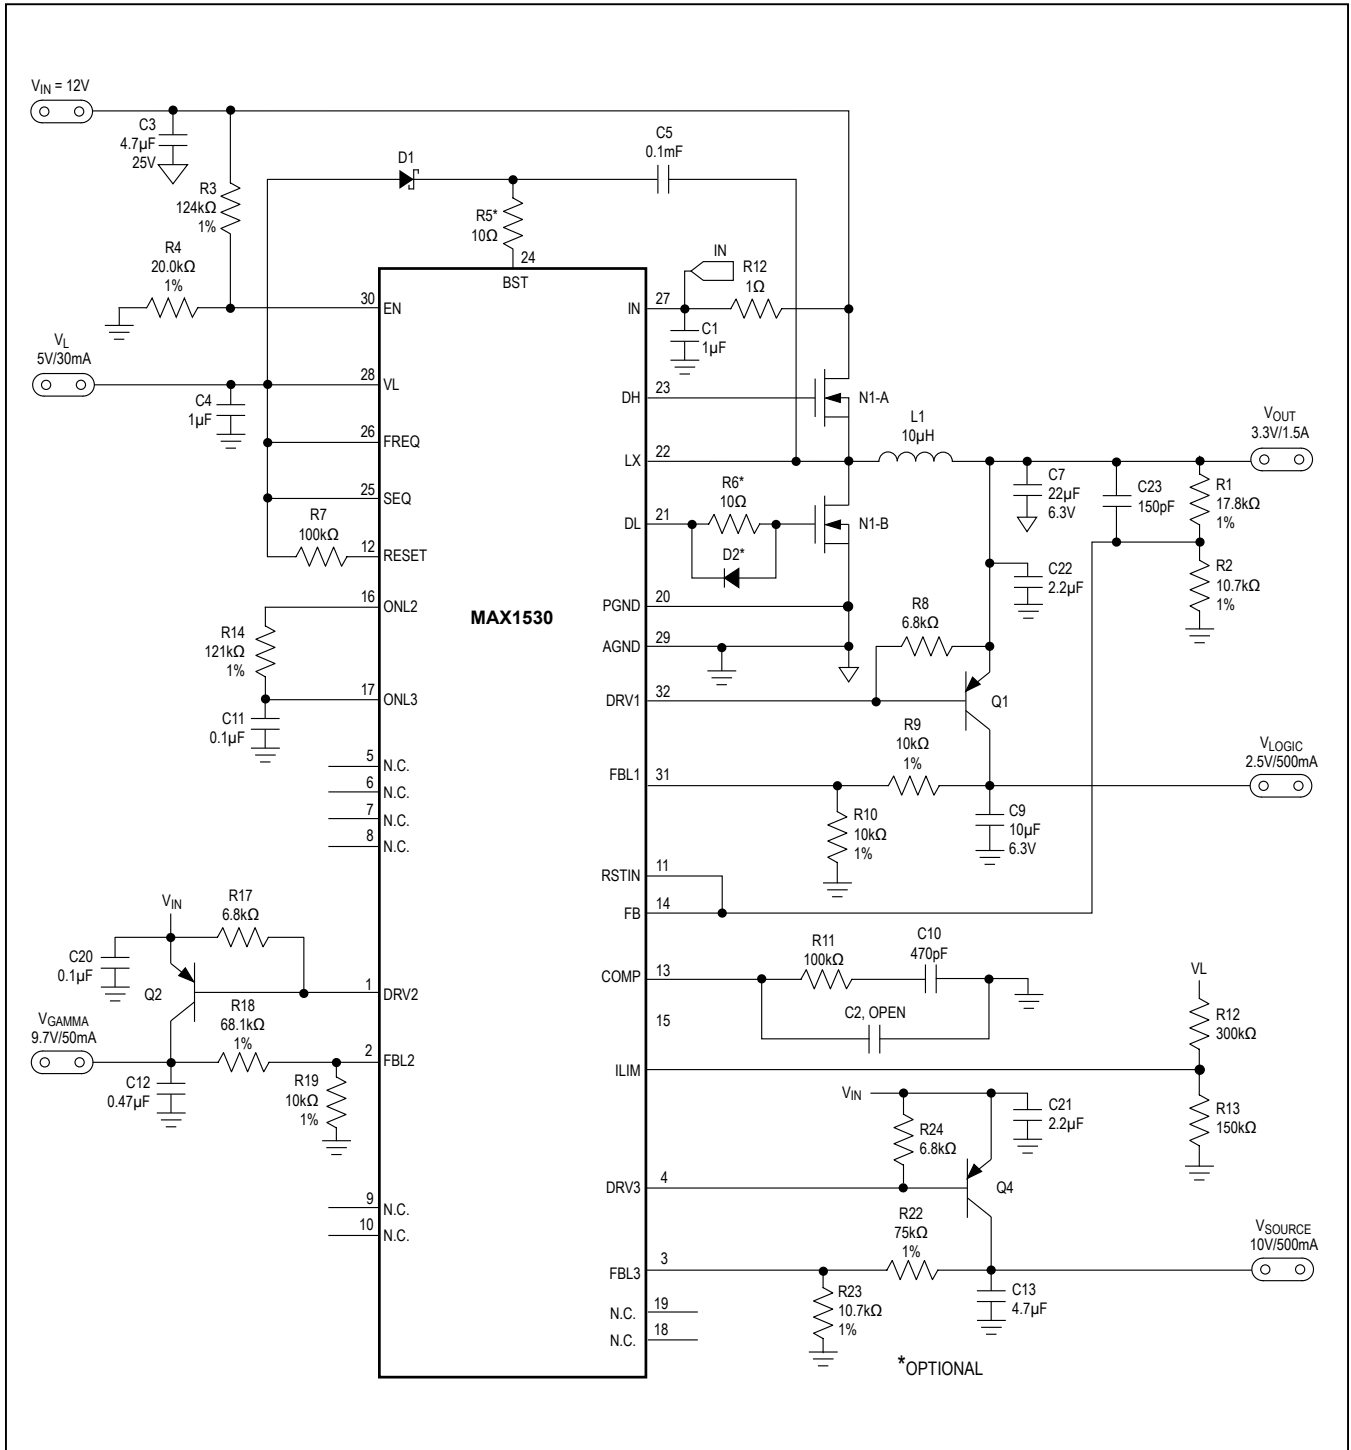 V_IN = 12V
C3
4.7µF
25V
R3
124kΩ
1%
R4
20.0kΩ
1%
D1
C5
0.1mF
R5*
10Ω
24
BST
30
EN
V_L
5V/30mA
C4
1µF
28
VL
26
FREQ
25
SEQ
R7
100kΩ
12
RESET
16
ONL2
R14
121kΩ
1%
17
ONL3
C11
0.1µF
5
N.C.
6
N.C.
7
N.C.
8
N.C.
V_IN
R17
6.8kΩ
C20
0.1µF
Q2
1
DRV2
V_GAMMA
9.7V/50mA
R18
68.1kΩ
1%
2
FBL2
C12
0.47µF
R19
10kΩ
1%
9
N.C.
10
N.C.
MAX1530
IN
27
IN
R12
1Ω
C1
1µF
DH
23
N1-A
L1
10µH
LX
22
V_OUT
3.3V/1.5A
C7
22µF
6.3V
C23
150pF
R1
17.8kΩ
1%
R6*
10Ω
DL
21
N1-B
D2*
C22
2.2µF
R2
10.7kΩ
1%
PGND
20
AGND
29
R8
6.8kΩ
DRV1
32
Q1
R9
10kΩ
1%
FBL1
31
V_LOGIC
2.5V/500mA
R10
10kΩ
1%
C9
10µF
6.3V
RSTIN
11
FB
14
COMP
13
R11
100kΩ
C10
470pF
C2, OPEN
15
ILIM
VL
R12
300kΩ
R13
150kΩ
V_IN
R24
6.8kΩ
C21
2.2µF
DRV3
4
Q4
R22
75kΩ
1%
V_SOURCE
10V/500mA
FBL3
3
R23
10.7kΩ
1%
C13
4.7µF
N.C.
19
N.C.
18
*OPTIONAL